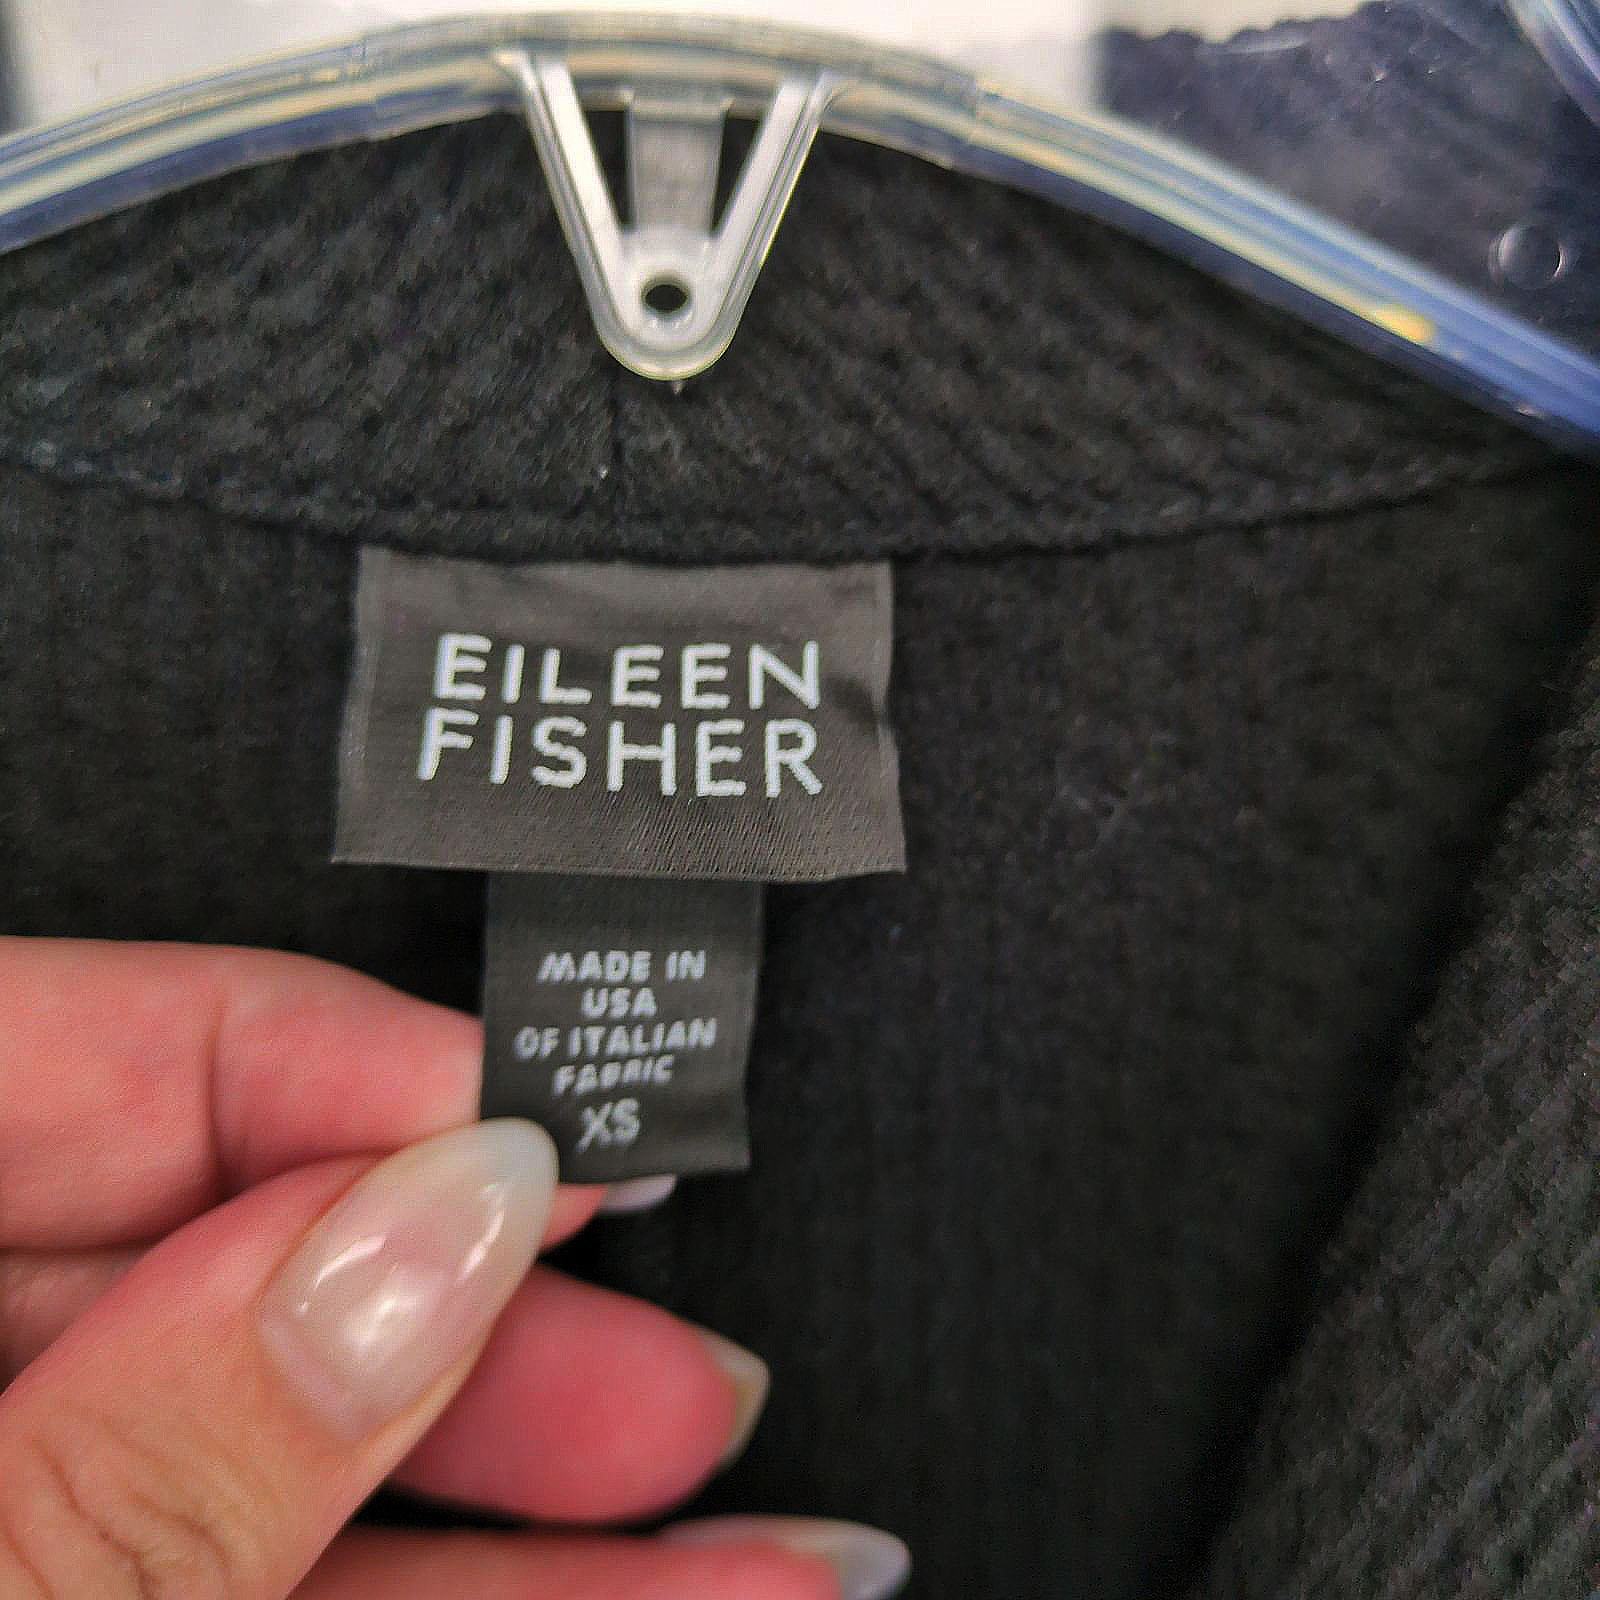 EILEEN
FISHER
MADE IN
USA
OF ITALIAN
FABRIC
XS